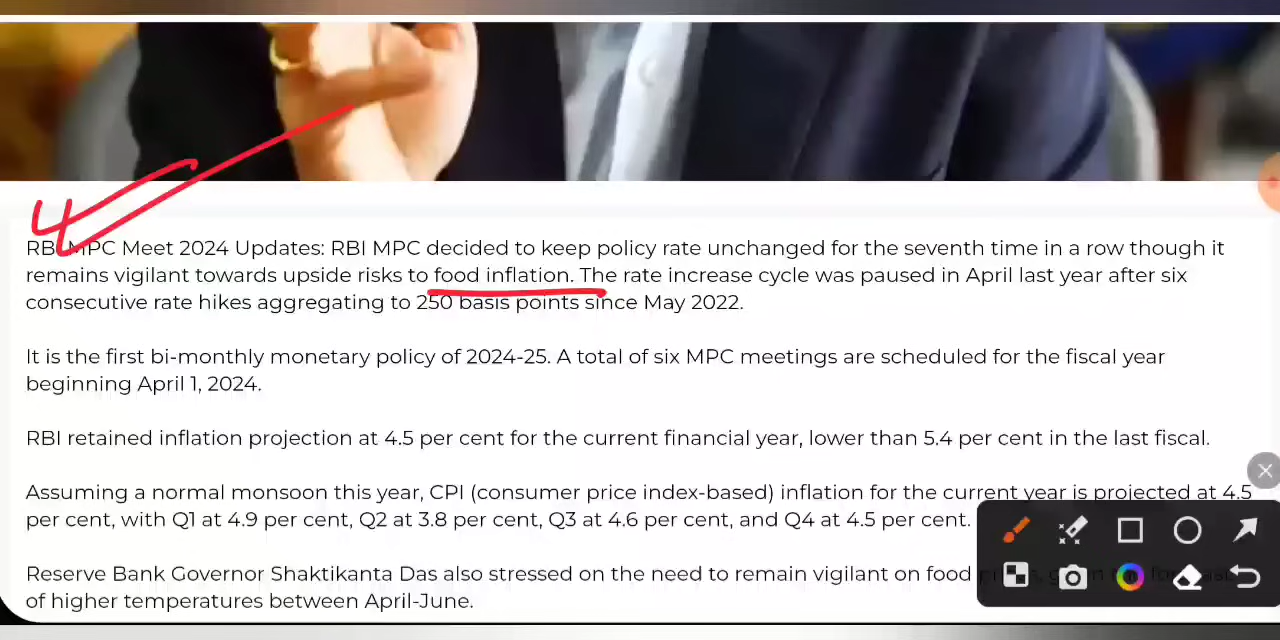 RBI MPC Meet 2024 Updates: RBI MPC decided to keep policy rate unchanged for the seventh time in a row though it
remains vigilant towards upside risks to food inflation. The rate increase cycle was paused in April last year after six
consecutive rate hikes aggregating to 250 basis points since May 2022.
It is the first bi-monthly monetary policy of 2024-25. A total of six MPC meetings are scheduled for the fiscal year
beginning April 1, 2024.
RBI retained inflation projection at 4.5 per cent for the current financial year, lower than 5.4 per cent in the last fiscal.
Assuming a normal monsoon this year, CPI (consumer price index-based) inflation for the current year is projected at 4.5
per cent, with Q1 at 4.9 per cent, Q2 at 3.8 per cent, Q3 at 4.6 per cent, and Q4 at 4.5 per cent.
Reserve Bank Governor Shaktikanta Das also stressed on the need to remain vigilant on food
of higher temperatures between April-June.